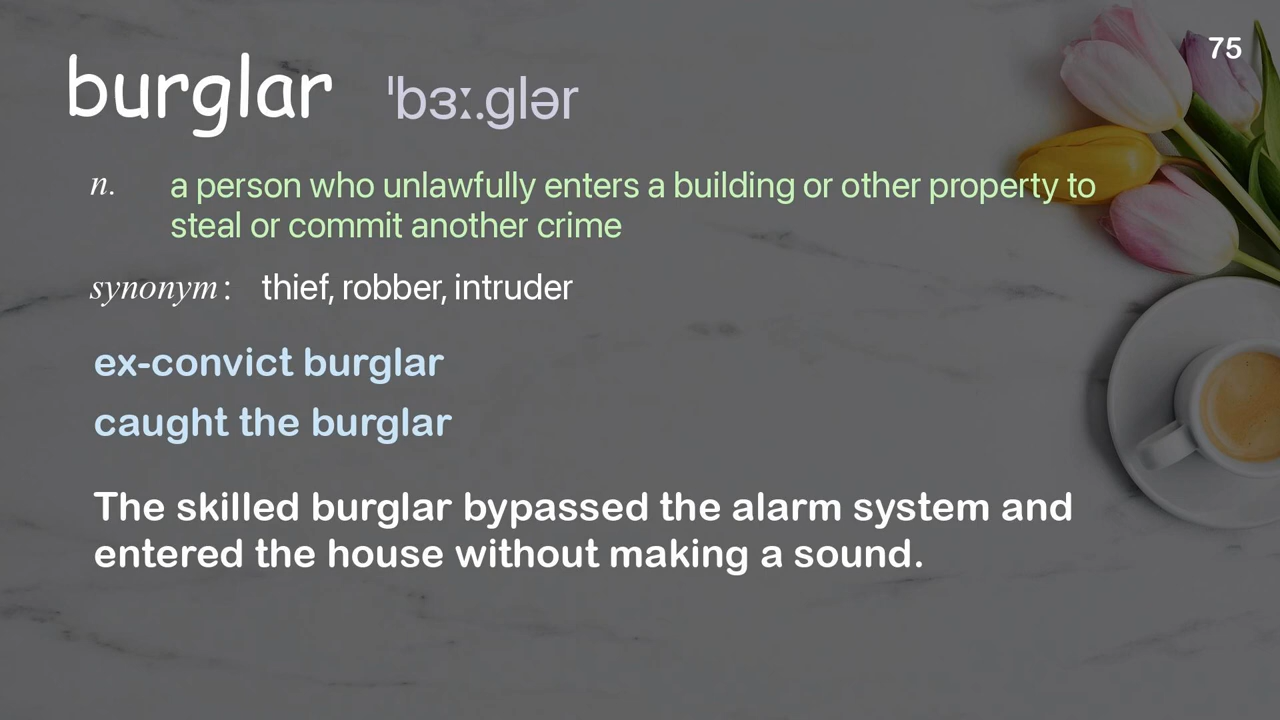 75
burglar ˈbɜː.ɡlər
n. a person who unlawfully enters a building or other property to
steal or commit another crime
synonym: thief, robber, intruder
ex-convict burglar
caught the burglar
The skilled burglar bypassed the alarm system and
entered the house without making a sound.